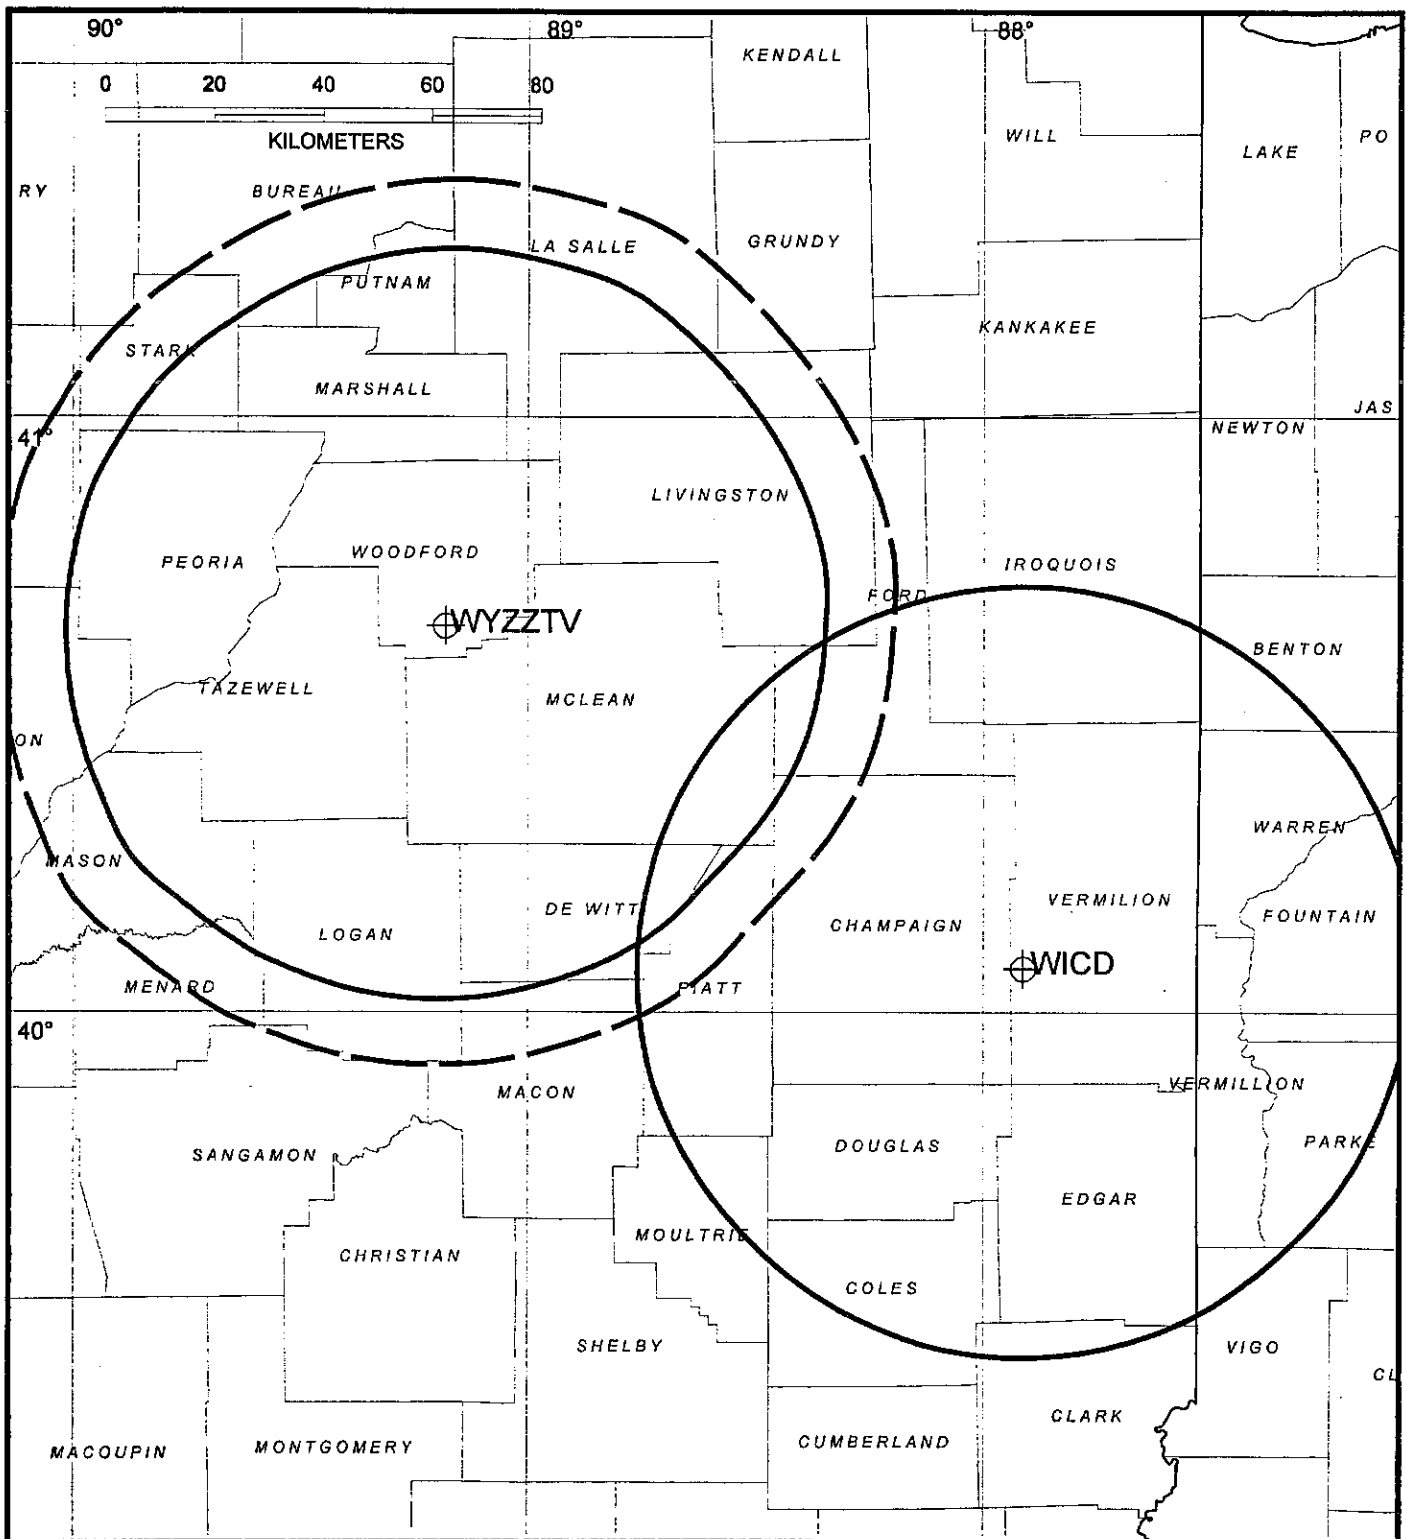 90° 89° 88°
KENDALL
0 20 40 60 80
KILOMETERS
WILL
LAKE
PO
RY
BUREAU
LA SALLE
GRUNDY
PUTNAM
KANKAKEE
STARK
MARSHALL
JAS
41°
NEWTON
LIVINGSTON
PEORIA
WOODFORD
IROQUOIS
FORD
WYZZTV
BENTON
TAZEWELL
MCLEAN
ON
WARREN
MASON
VERMILION
DE WITT
FOUNTAIN
LOGAN
CHAMPAIGN
WICD
MENARD
PIATT
40°
MACON
VERMILLION
SANGAMON
DOUGLAS
PARKE
EDGAR
MOULTRIE
CHRISTIAN
COLES
SHELBY
VIGO
CL
CLARK
MACOUPIN
MONTGOMERY
CUMBERLAND